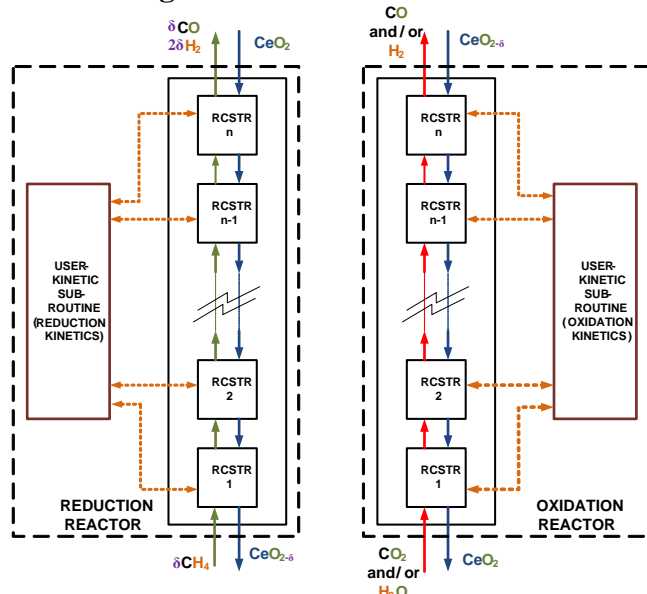 δCO
2δH₂
CeO₂
RCSTR
n
RCSTR
n-1
RCSTR
2
RCSTR
1
USER-
KINETIC
SUB-
ROUTINE
(REDUCTION
KINETICS)
REDUCTION
REACTOR
δCH₄
CeO₂₋δ
CO
and/ or
H₂
CeO₂₋δ
RCSTR
n
RCSTR
n-1
RCSTR
2
RCSTR
1
USER-
KINETIC
SUB-
ROUTINE
(OXIDATION
KINETICS)
OXIDATION
REACTOR
CO₂
and/ or
H₂O
CeO₂